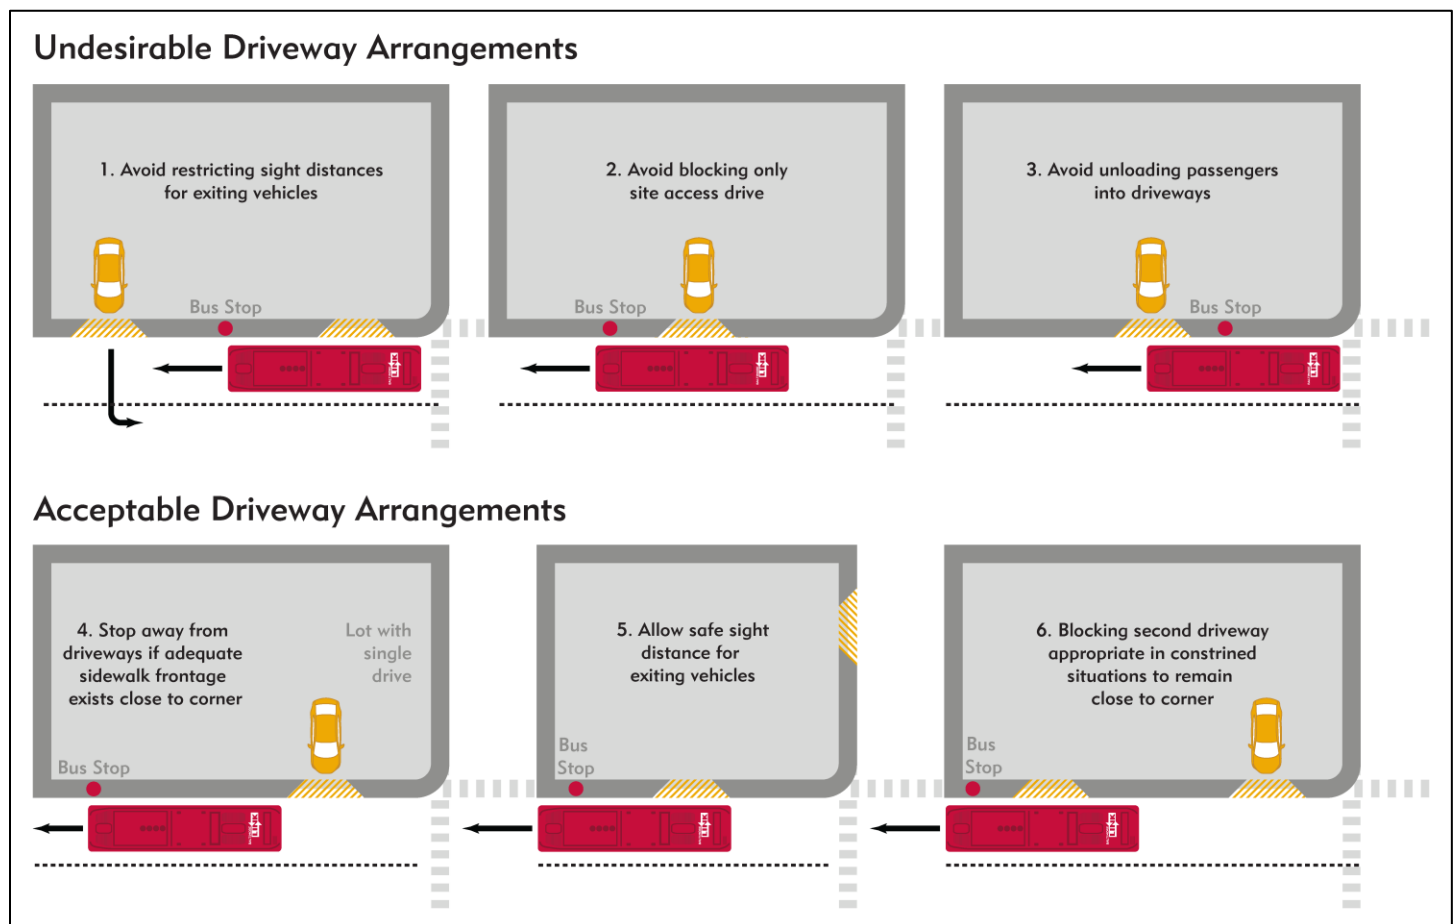 Undesirable Driveway Arrangements
1. Avoid restricting sight distances
for exiting vehicles
Bus Stop
2. Avoid blocking only
site access drive
Bus Stop
3. Avoid unloading passengers
into driveways
Bus Stop
Acceptable Driveway Arrangements
4. Stop away from
driveways if adequate
sidewalk frontage
exists close to corner
Lot with
single
drive
Bus Stop
5. Allow safe sight
distance for
exiting vehicles
Bus
Stop
6. Blocking second driveway
appropriate in constrined
situations to remain
close to corner
Bus
Stop